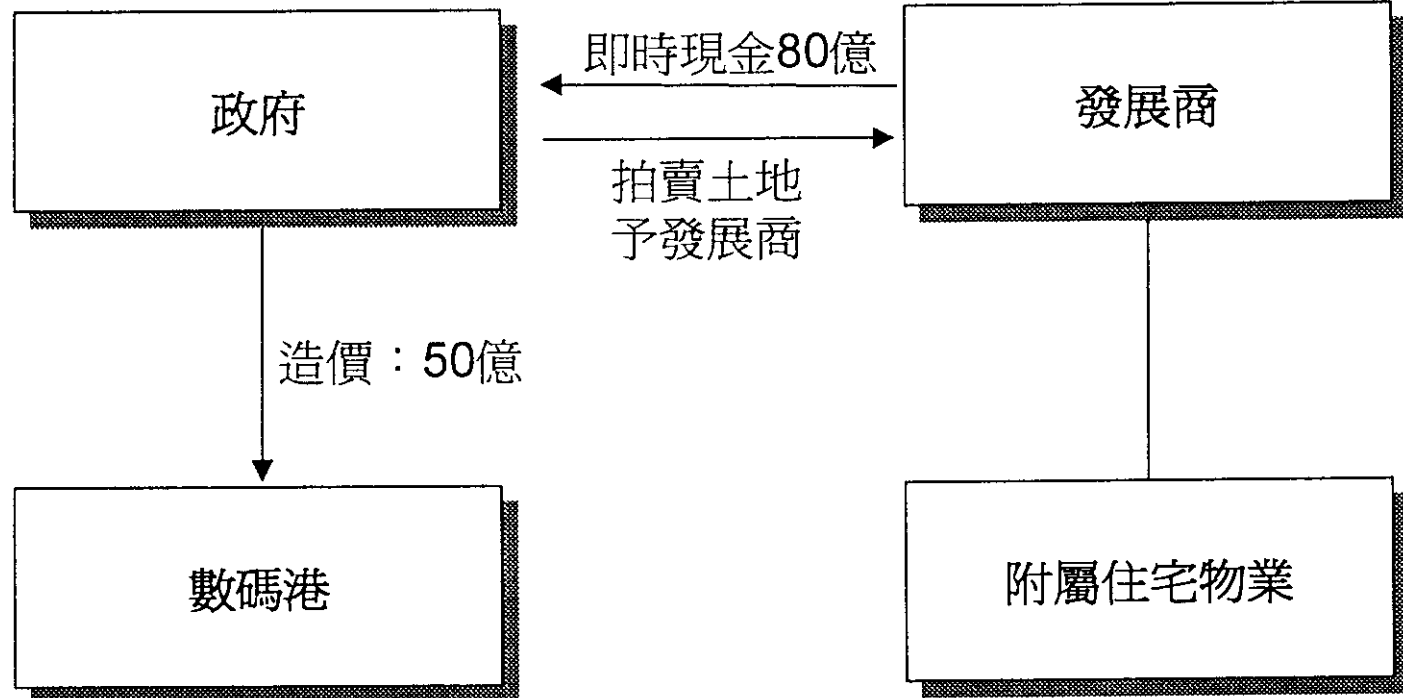 政府
即時現金80億
發展商
拍賣土地
予發展商
造價：50億
數碼港
附屬住宅物業